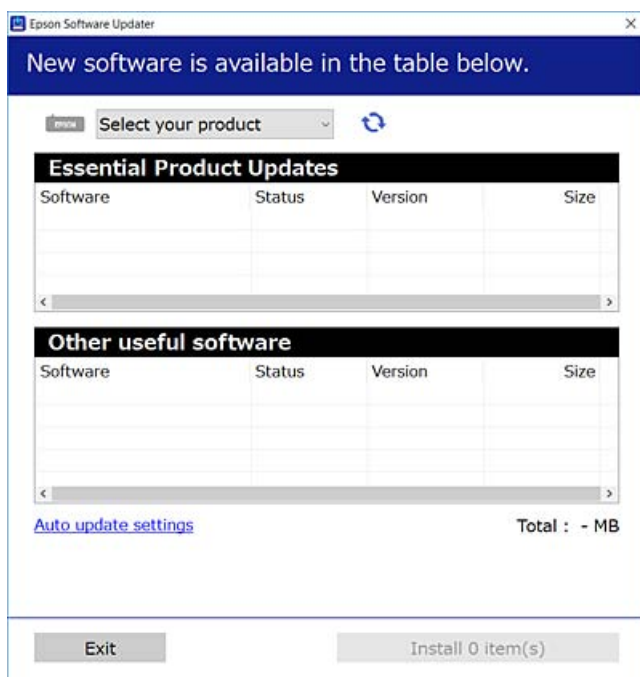 Epson Software Updater
New software is available in the table below.
EPSON Select your product
Essential Product Updates
Software Status Version Size
Other useful software
Software Status Version Size
Auto update settings Total : - MB
Exit Install 0 item(s)